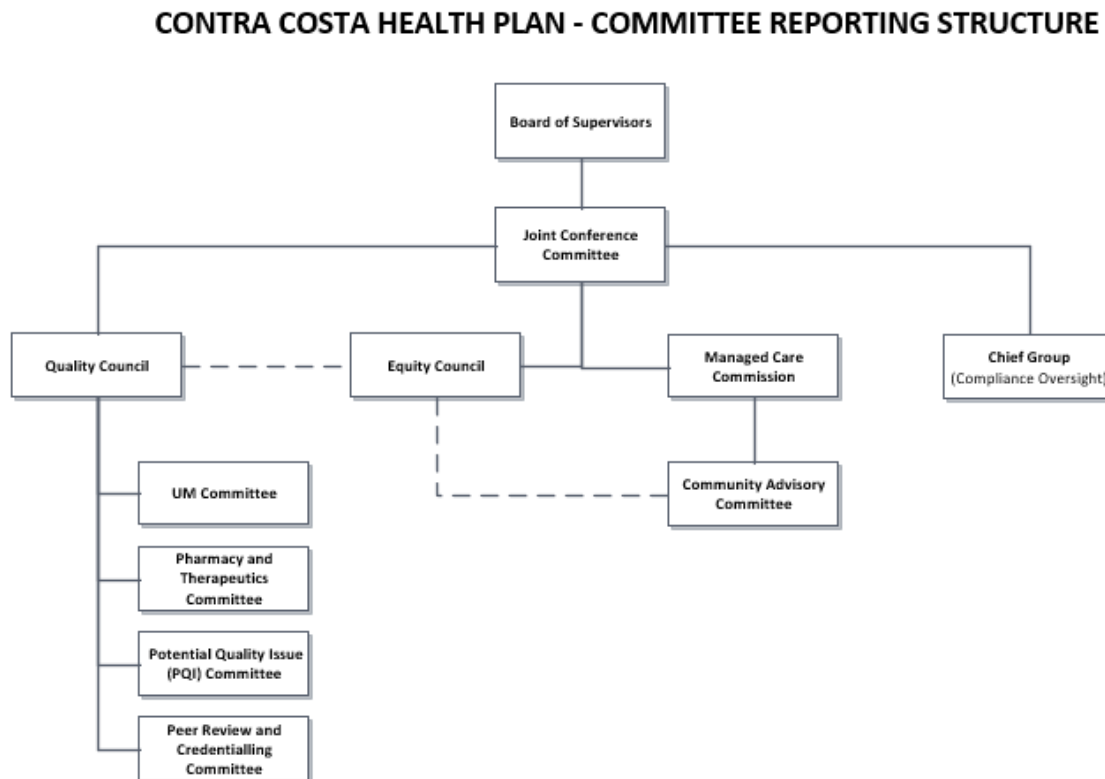 CONTRA COSTA HEALTH PLAN - COMMITTEE REPORTING STRUCTURE
Board of Supervisors
Joint Conference
Committee
Quality Council
Equity Council
Managed Care
Commission
Chief Group
(Compliance Oversight)
UM Committee
Community Advisory
Committee
Pharmacy and
Therapeutics
Committee
Potential Quality Issue
(PQI) Committee
Peer Review and
Credentialling
Committee